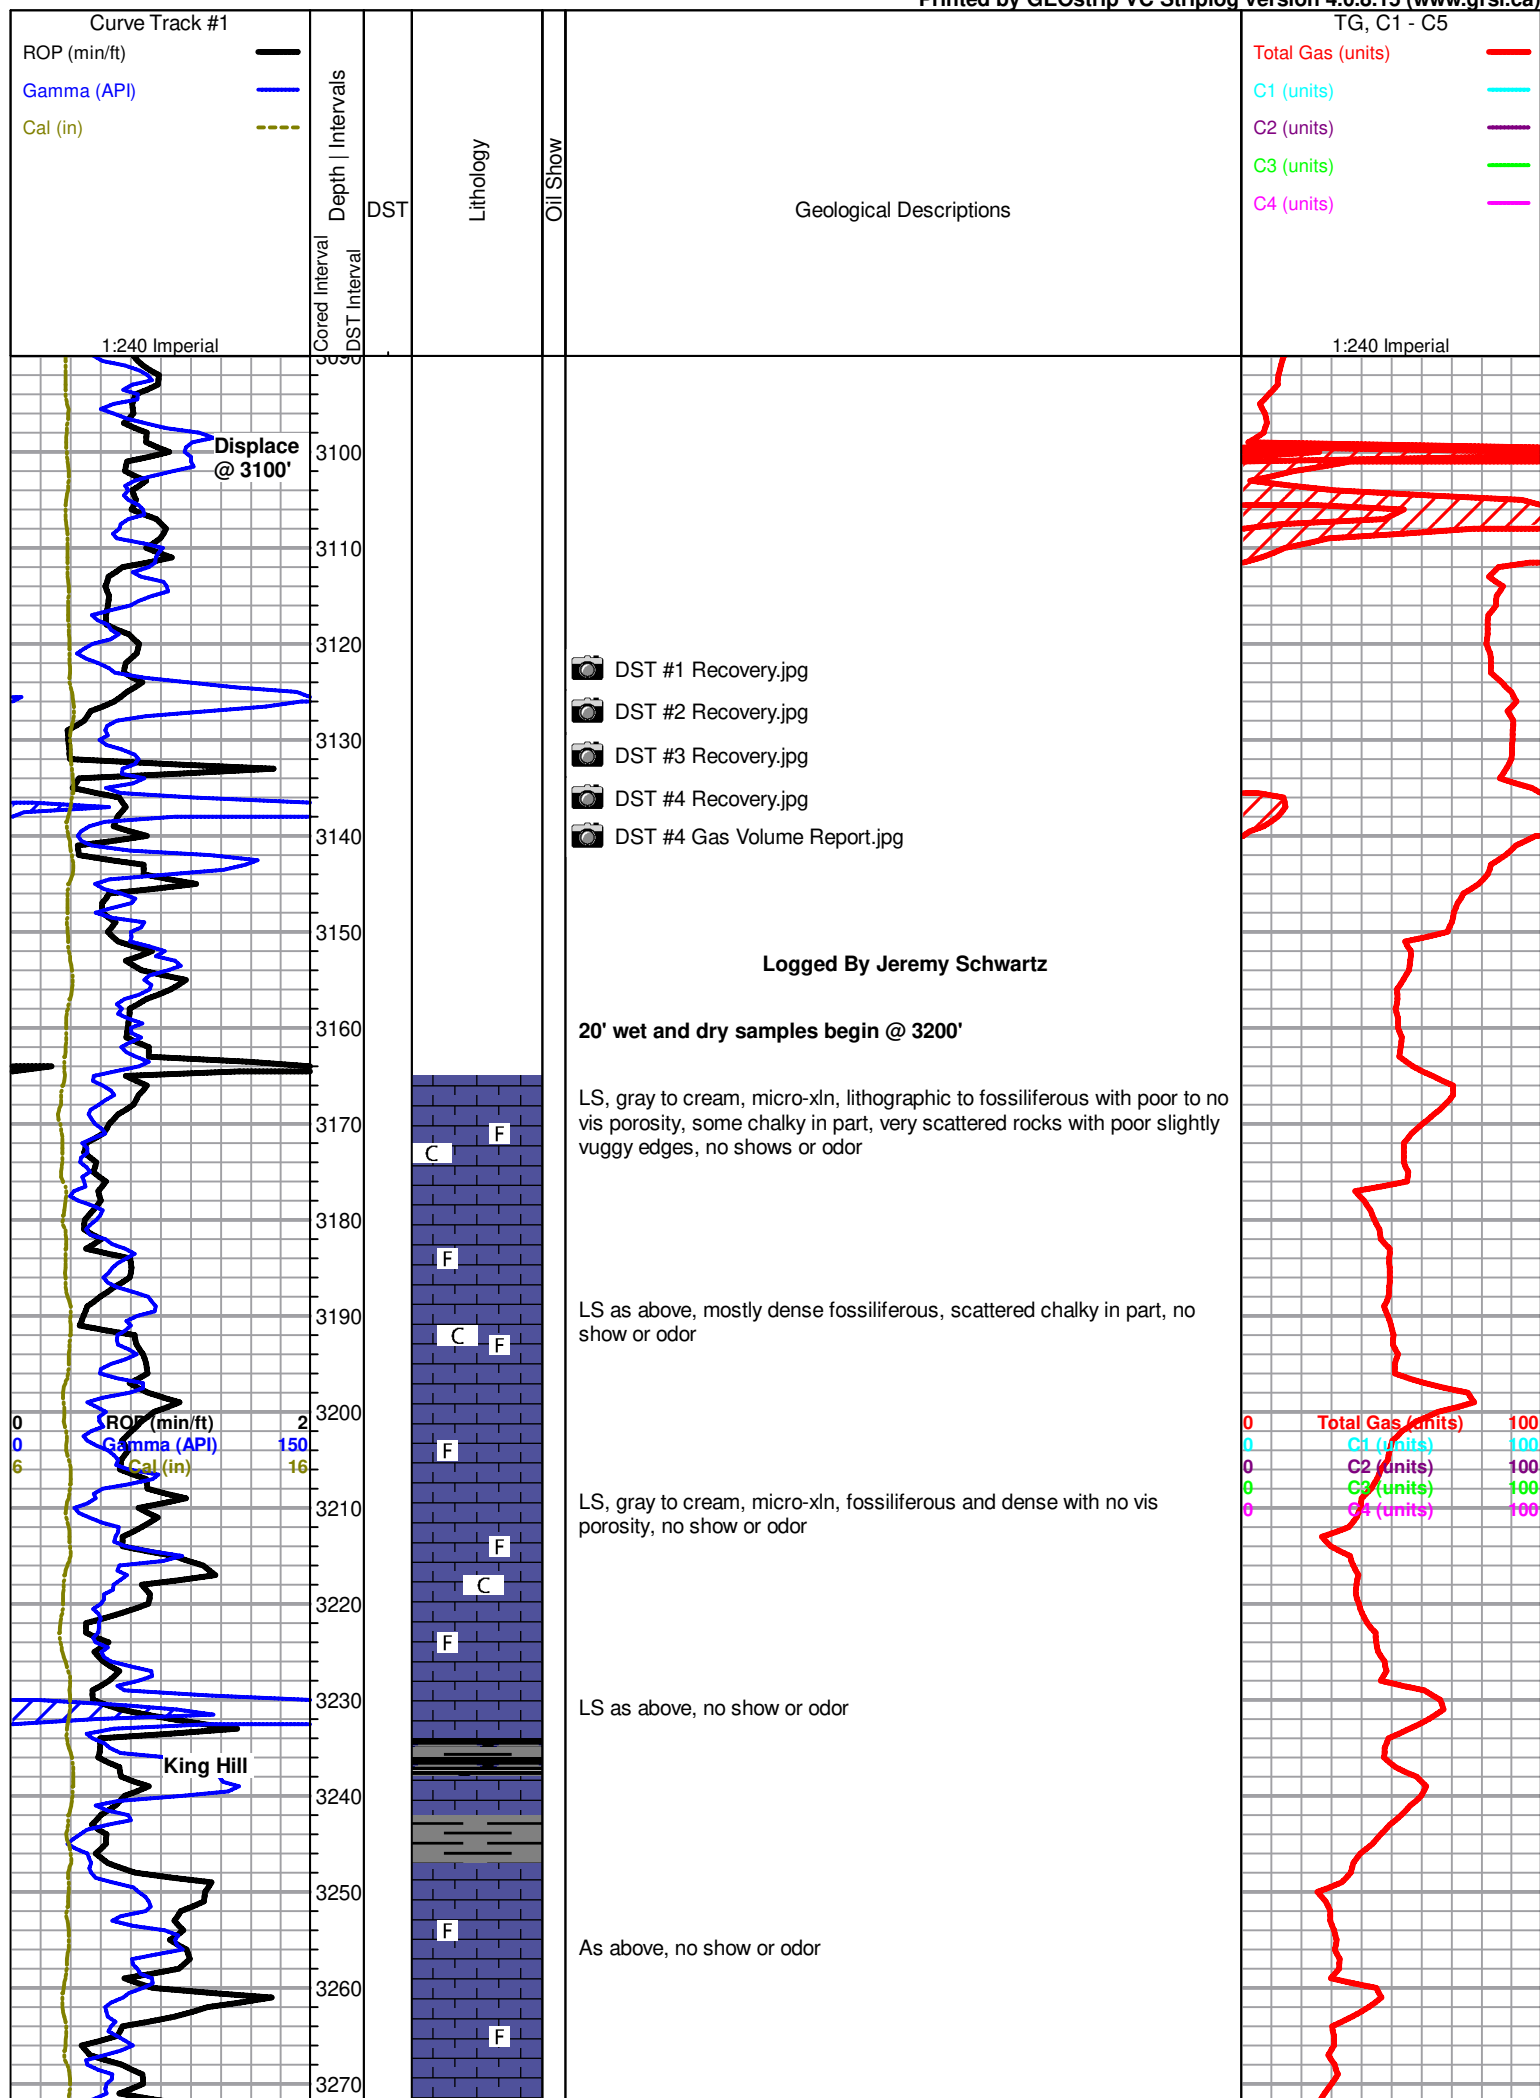 Printed by GEOstrip VC Striplog version 4.0.8.15 (www.grsi.ca)
Curve Track #1
ROP (min/ft)
Gamma (API)
Cal (in)
1:240 Imperial
Depth | Intervals
Cored Interval
DST Interval
DST
Lithology
Oil Show
Geological Descriptions
TG, C1 - C5
Total Gas (units)
C1 (units)
C2 (units)
C3 (units)
C4 (units)
1:240 Imperial
3090
Displace
@ 3100'
3100
3110
3120
DST #1 Recovery.jpg
DST #2 Recovery.jpg
3130
DST #3 Recovery.jpg
DST #4 Recovery.jpg
3140
DST #4 Gas Volume Report.jpg
3150
Logged By Jeremy Schwartz
3160
20' wet and dry samples begin @ 3200'
LS, gray to cream, micro-xln, lithographic to fossiliferous with poor to no
vis porosity, some chalky in part, very scattered rocks with poor slightly
vuggy edges, no shows or odor
3170
F
C
3180
F
3190
LS as above, mostly dense fossiliferous, scattered chalky in part, no
show or odor
C
F
3200
0 ROP (min/ft) 2
0 Gamma (API) 150
6 Cal (in) 16
0 Total Gas (units) 100
0 C1 (units) 100
0 C2 (units) 100
0 C3 (units) 100
0 C4 (units) 100
F
3210
LS, gray to cream, micro-xln, fossiliferous and dense with no vis
porosity, no show or odor
F
C
3220
F
3230
LS as above, no show or odor
King Hill
3240
3250
F
As above, no show or odor
3260
F
3270